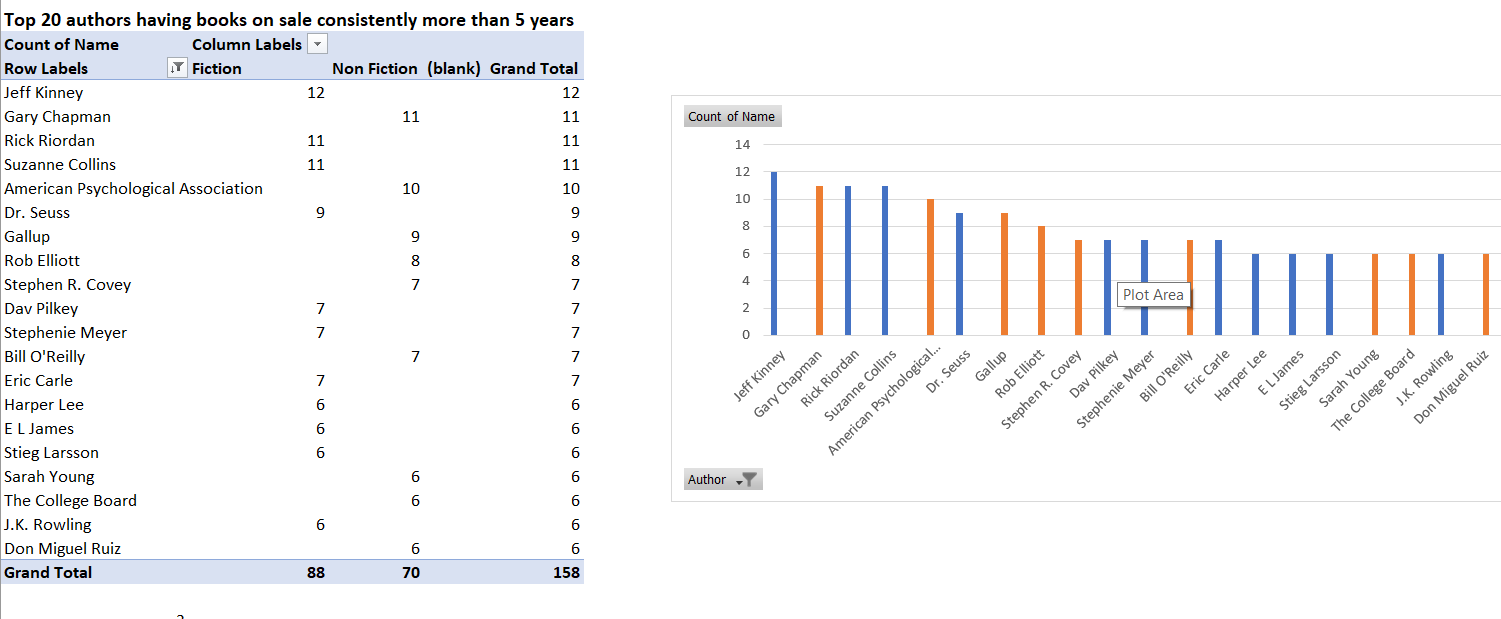 Top 20 authors having books on sale consistently more than 5 years
Count of Name Column Labels
Row Labels Fiction Non Fiction (blank) Grand Total
Jeff Kinney 12 12
Gary Chapman 11 11
Rick Riordan 11 11
Suzanne Collins 11 11
American Psychological Association 10 10
Dr. Seuss 9 9
Gallup 9 9
Rob Elliott 8 8
Stephen R. Covey 7 7
Dav Pilkey 7 7
Stephenie Meyer 7 7
Bill O'Reilly 7 7
Eric Carle 7 7
Harper Lee 6 6
E L James 6 6
Stieg Larsson 6 6
Sarah Young 6 6
The College Board 6 6
J.K. Rowling 6 6
Don Miguel Ruiz 6 6
Grand Total 88 70 158
Count of Name
14
12
10
8
6
4
2
0
Plot Area
Jeff Kinney
Gary Chapman
Rick Riordan
Suzanne Collins
American Psychological...
Dr. Seuss
Gallup
Rob Elliott
Stephen R. Covey
Dav Pilkey
Stephenie Meyer
Bill O'Reilly
Eric Carle
Harper Lee
E L James
Stieg Larsson
Sarah Young
The College Board
J.K. Rowling
Don Miguel Ruiz
Author